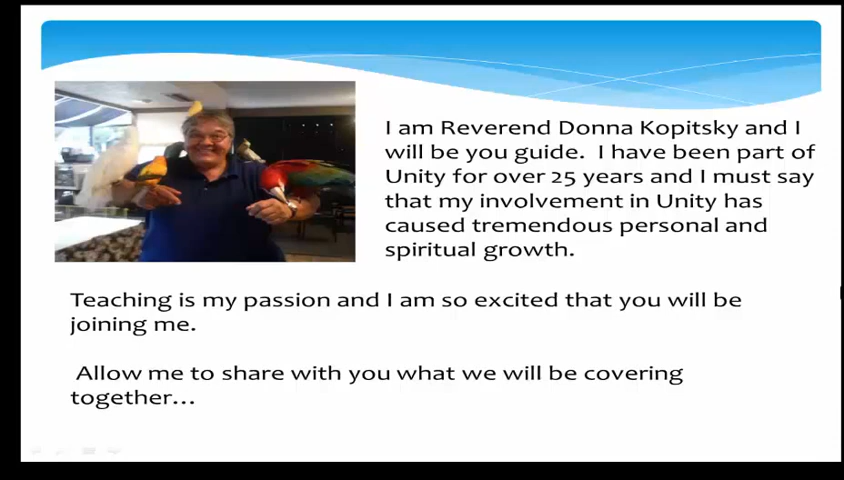 I am Reverend Donna Kopitsky and I
will be you guide.  I have been part of
Unity for over 25 years and I must say
that my involvement in Unity has
caused tremendous personal and
spiritual growth.
Teaching is my passion and I am so excited that you will be
joining me.
Allow me to share with you what we will be covering
together...